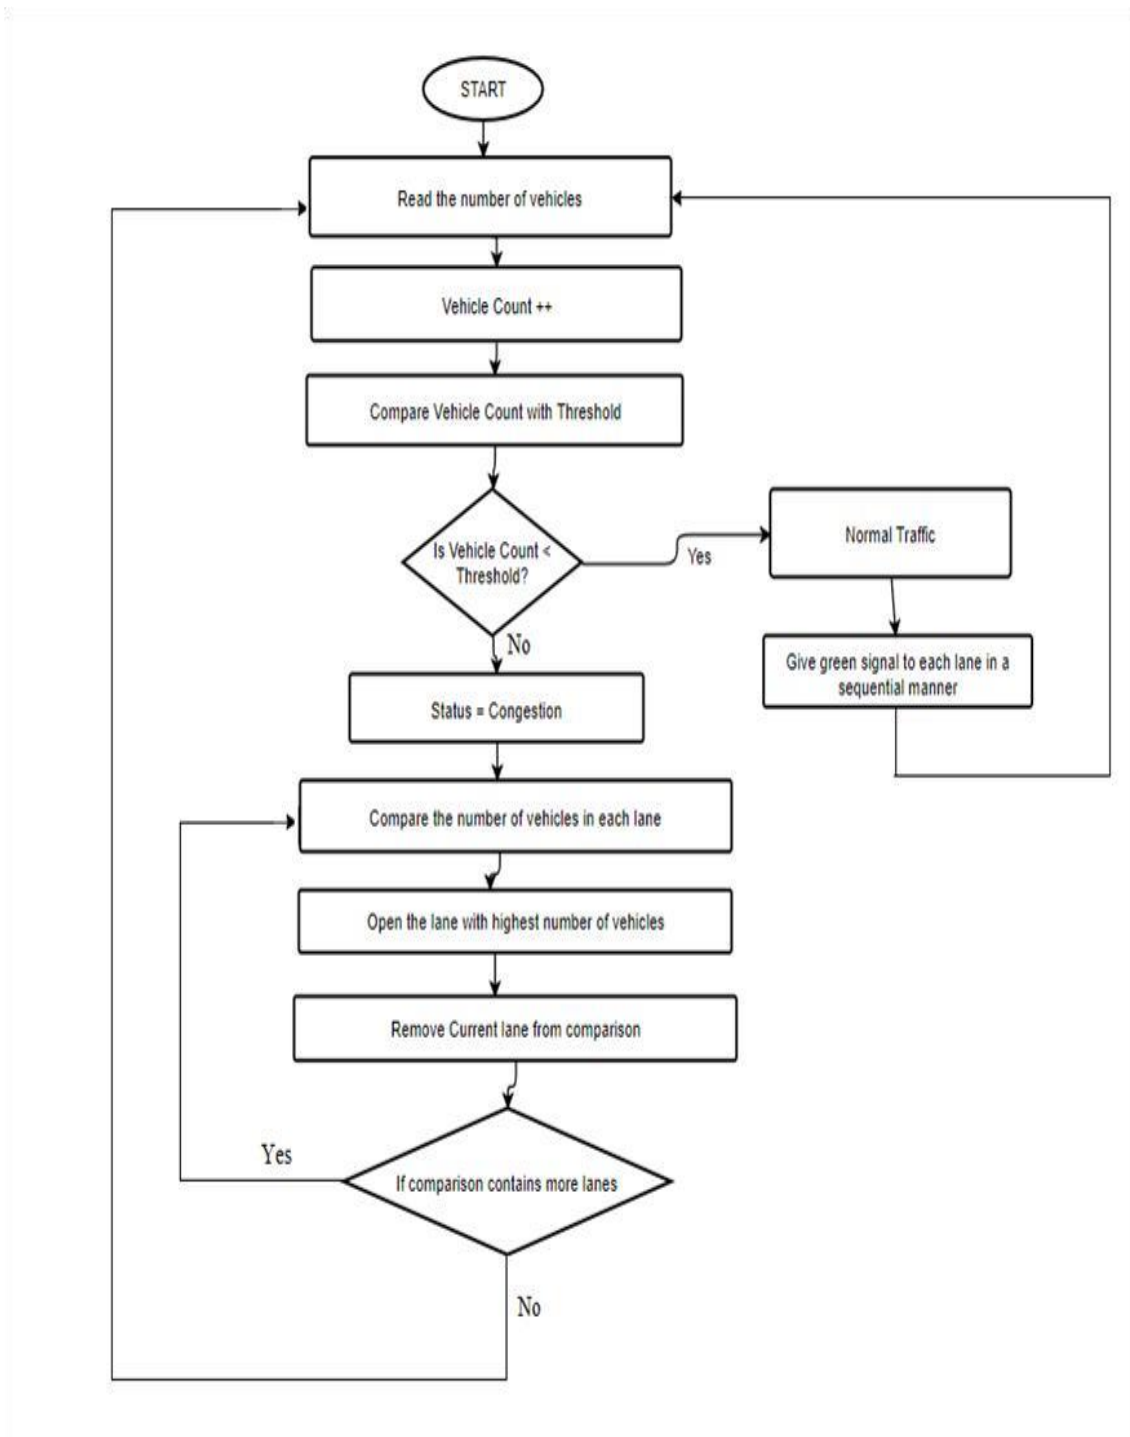 START
Read the number of vehicles
Vehicle Count ++
Compare Vehicle Count with Threshold
Is Vehicle Count <
Threshold?
Yes
Normal Traffic
Give green signal to each lane in a
sequential manner
No
Status = Congestion
Compare the number of vehicles in each lane
Open the lane with highest number of vehicles
Remove Current lane from comparison
If comparison contains more lanes
Yes
No